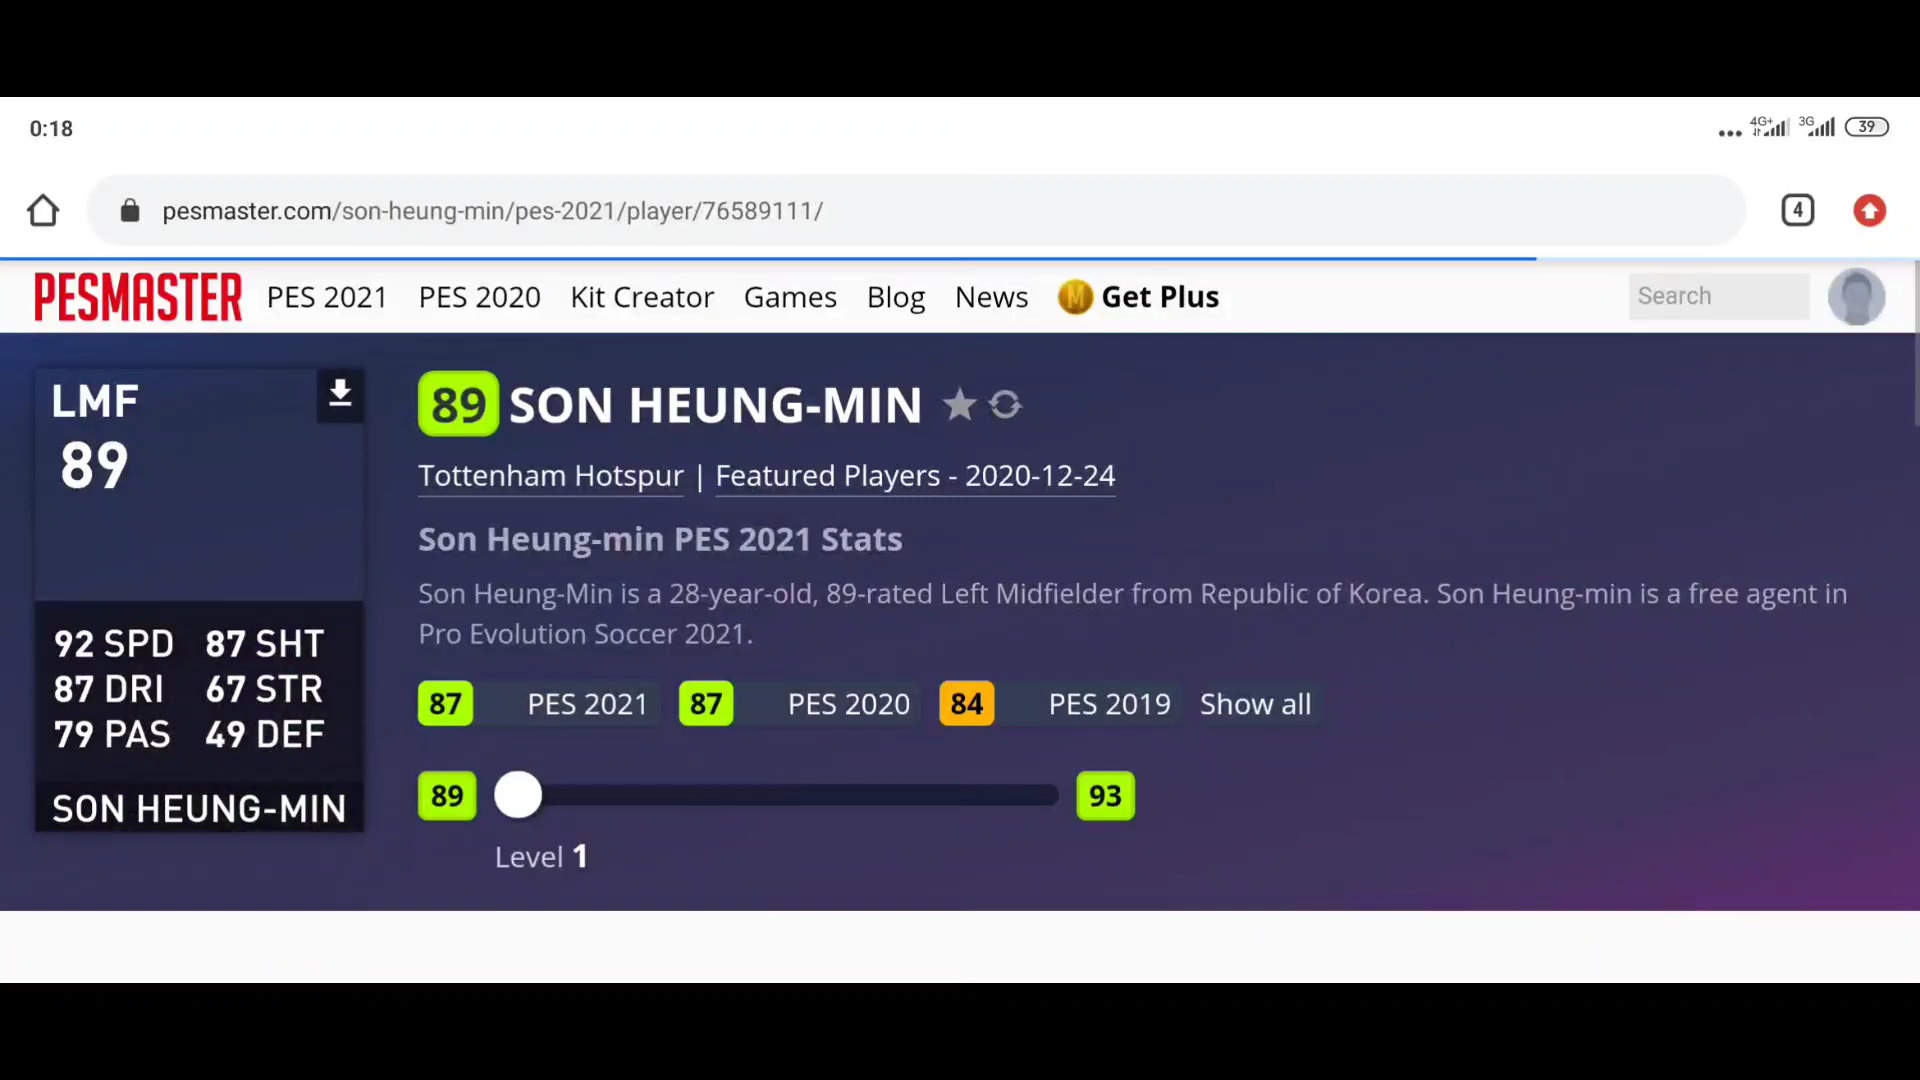 0:18
4G+ 3G 39
pesmaster.com/son-heung-min/pes-2021/player/76589111/
4
PESMASTER PES 2021 PES 2020 Kit Creator Games Blog News M Get Plus Search
LMF
89
92 SPD 87 SHT
87 DRI 67 STR
79 PAS 49 DEF
SON HEUNG-MIN
89 SON HEUNG-MIN
Tottenham Hotspur | Featured Players - 2020-12-24
Son Heung-min PES 2021 Stats
Son Heung-Min is a 28-year-old, 89-rated Left Midfielder from Republic of Korea. Son Heung-min is a free agent in
Pro Evolution Soccer 2021.
87 PES 2021 87 PES 2020 84 PES 2019 Show all
89 93
Level 1